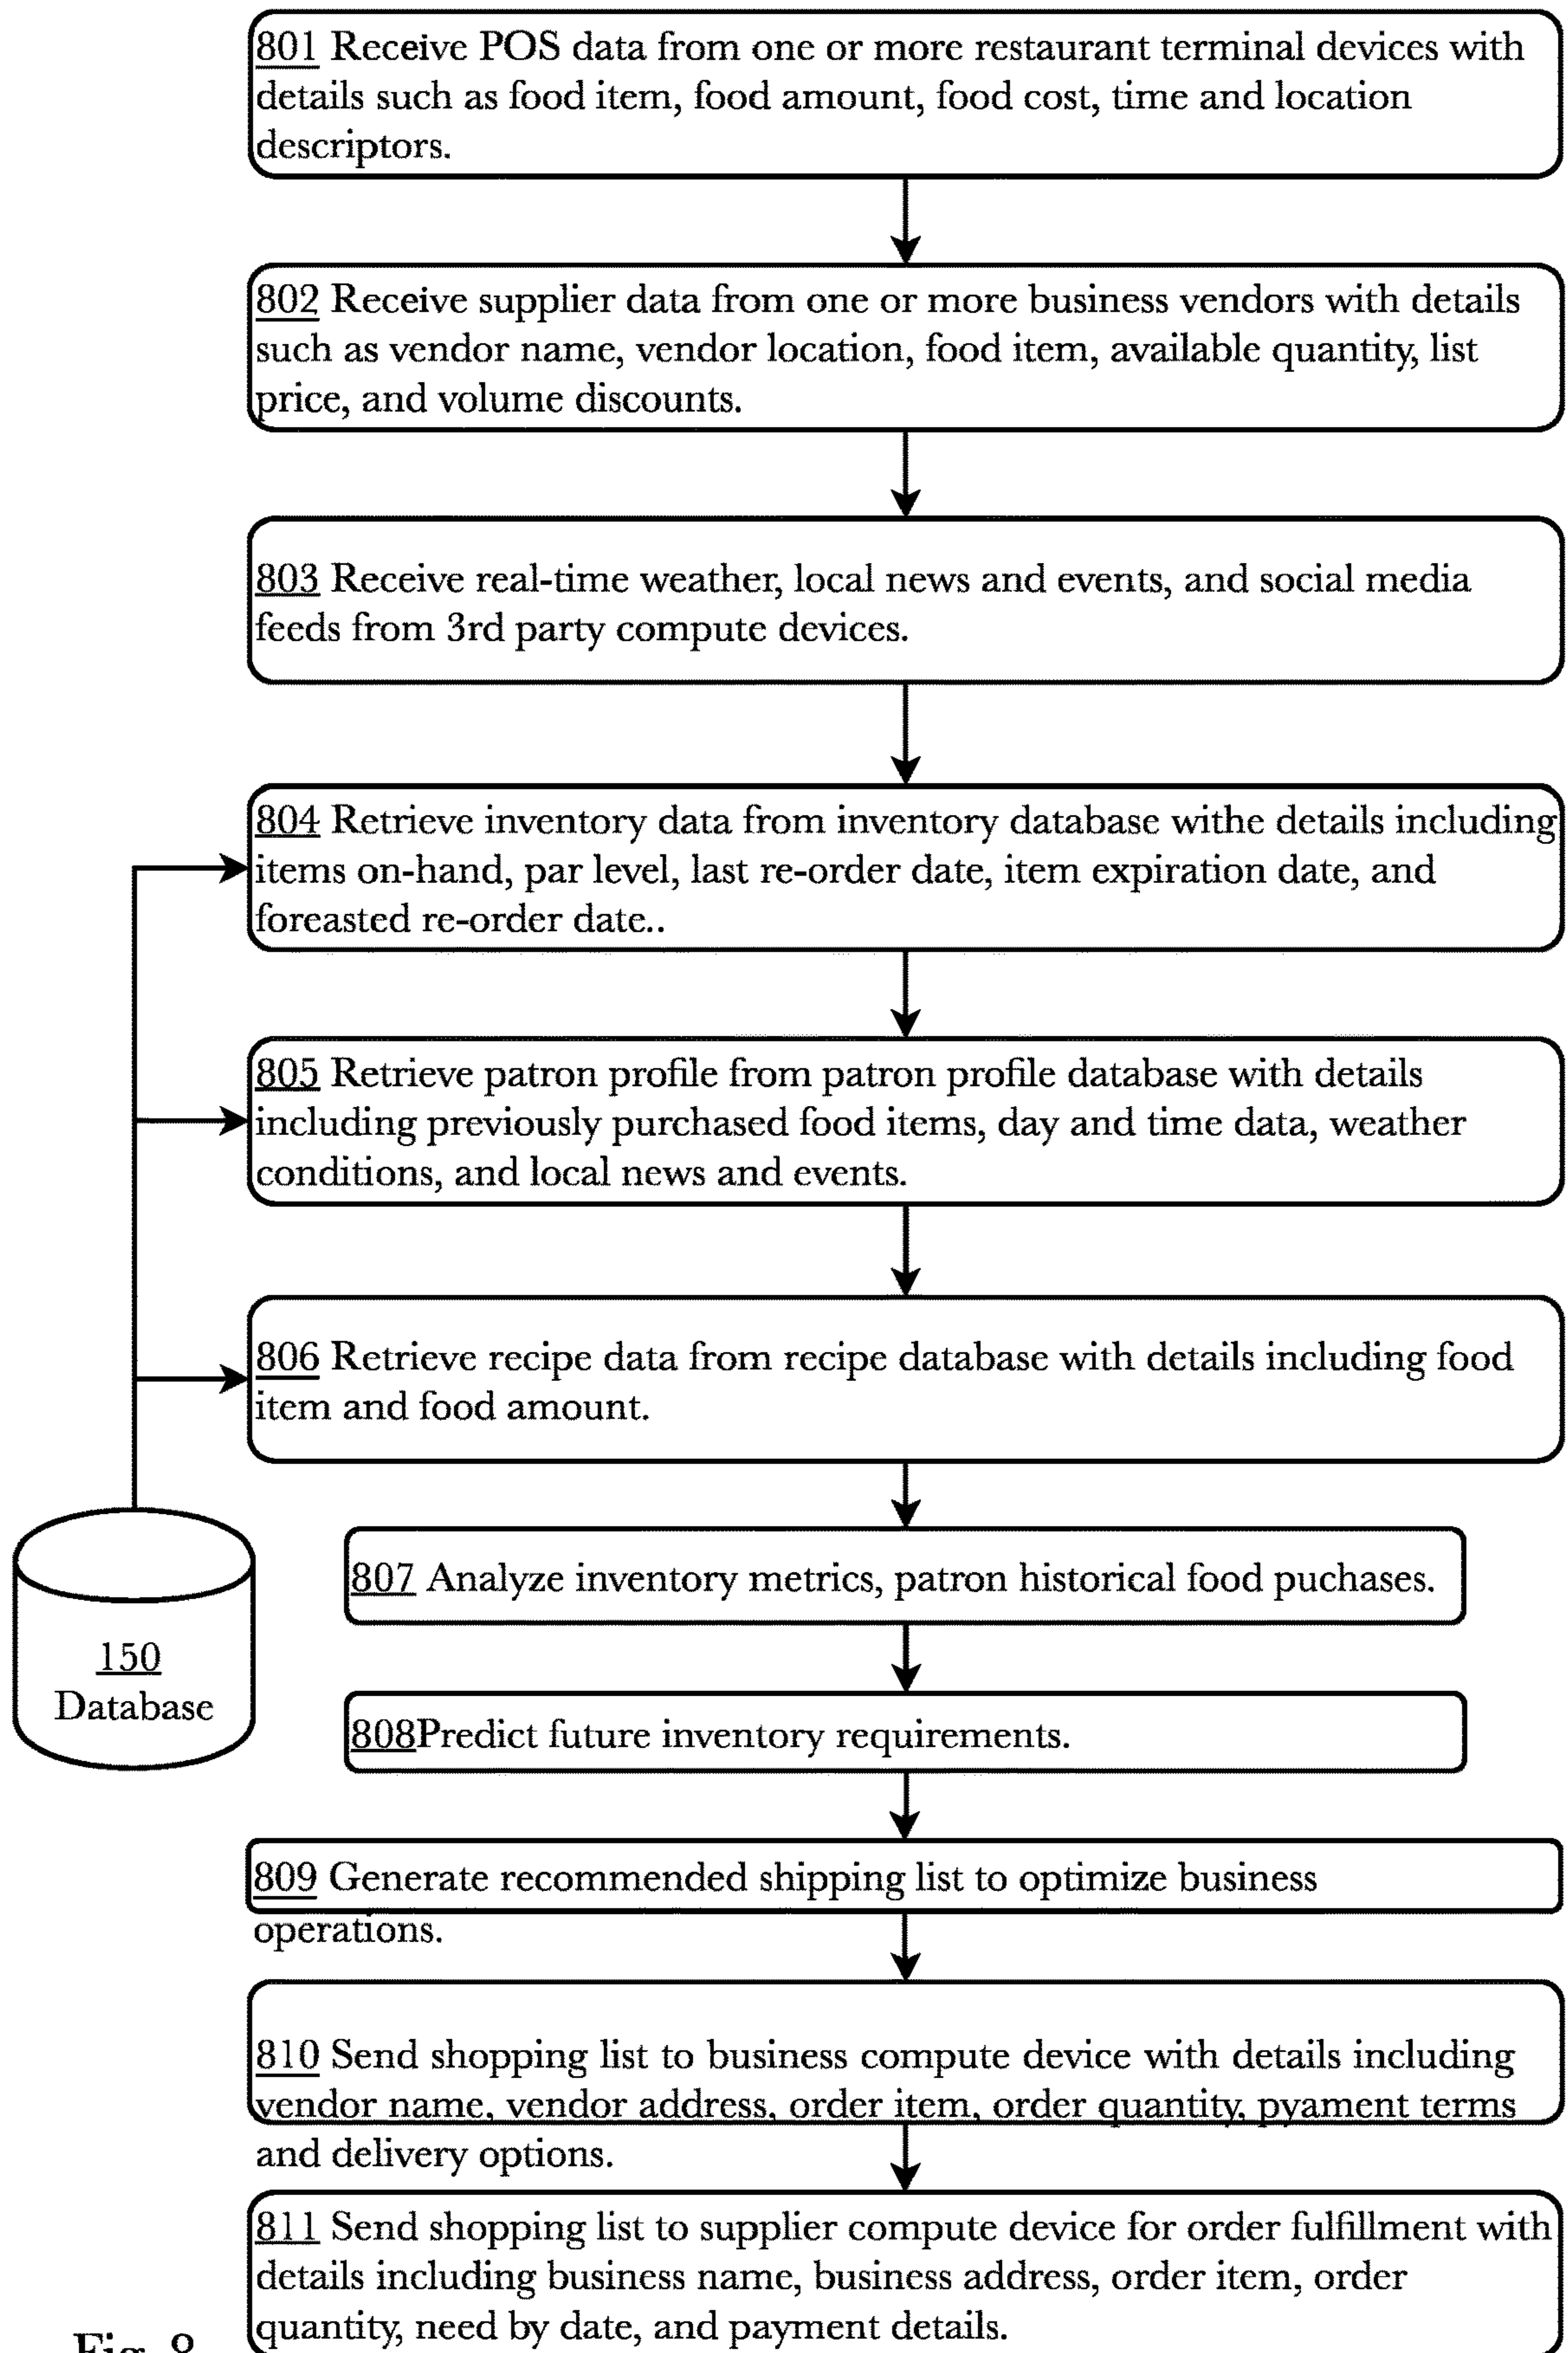 801 Receive POS data from one or more restaurant terminal devices with
details such as food item, food amount, food cost, time and location
descriptors.
802 Receive supplier data from one or more business vendors with details
such as vendor name, vendor location, food item, available quantity, list
price, and volume discounts.
803 Receive real-time weather, local news and events, and social media
feeds from 3rd party compute devices.
804 Retrieve inventory data from inventory database withe details including
items on-hand, par level, last re-order date, item expiration date, and
foreasted re-order date..
805 Retrieve patron profile from patron profile database with details
including previously purchased food items, day and time data, weather
conditions, and local news and events.
806 Retrieve recipe data from recipe database with details including food
item and food amount.
807 Analyze inventory metrics, patron historical food puchases.
150
Database
808Predict future inventory requirements.
809 Generate recommended shipping list to optimize business
operations.
810 Send shopping list to business compute device with details including
vendor name, vendor address, order item, order quantity, pyament terms
and delivery options.
811 Send shopping list to supplier compute device for order fulfillment with
details including business name, business address, order item, order
quantity, need by date, and payment details.
Fig. 8